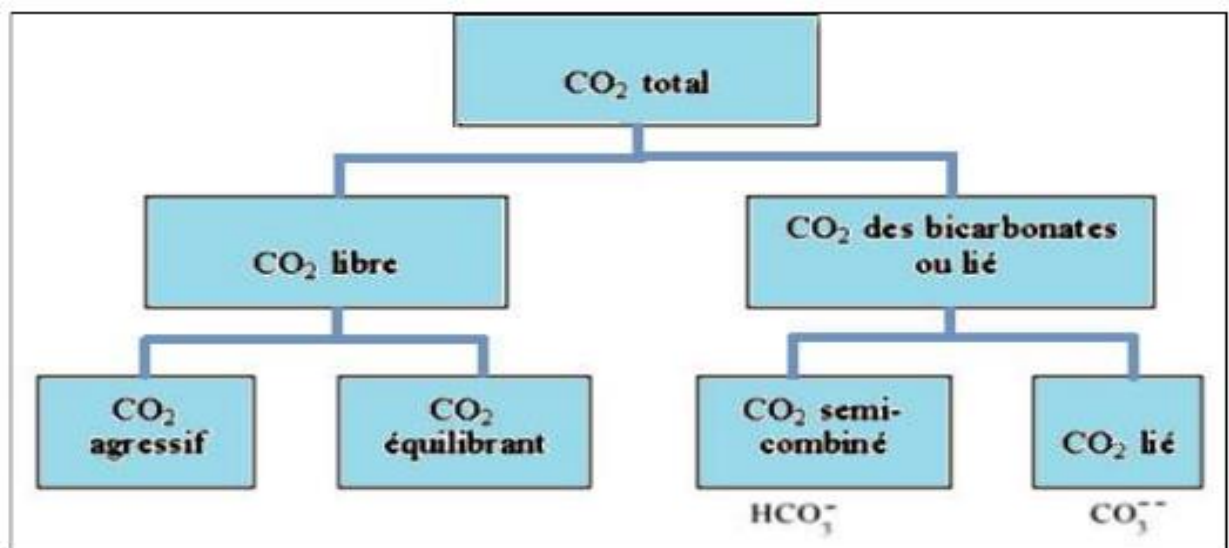 CO₂ total
CO₂ libre
CO₂ des bicarbonates
ou lié
CO₂
agressif
CO₂
équilibrant
CO₂ semi-
combiné
CO₂ lié
HCO₃⁻
CO₃⁻⁻